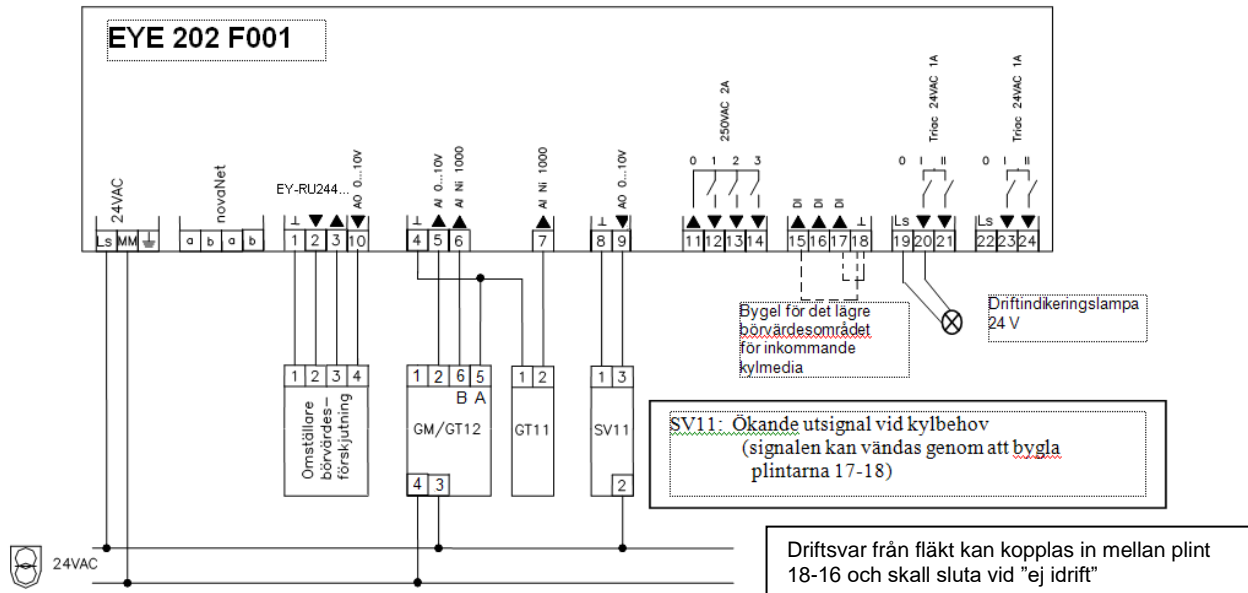 EYE 202 F001
24VAC
novaNet
EY-RU244...
AO 0...10V
AI 0...10V
AI Ni 1000
AI Ni 1000
AO 0...10V
250VAC 2A
0 1 2 3
DI DI DI
Triac 24VAC 1A
0 I II
Triac 24VAC 1A
0 I II
Ls MM
a b a b
⊥ ▼ ▲ ▼
1 2 3 10
⊥ ▲ ▲
4 5 6
▲
7
⊥ ▼
8 9
▲ ▼ ▼ ▼
11 12 13 14
▲ ▲ ▲ ⊥
15 16 17 18
Ls ▼ ▼
19 20 21
Ls ▼ ▼
22 23 24
Bygel för det lägre
börvärdesområdet
för inkommande
kylmedia
Driftindikeringslampa
24 V
1 2 3 4
Omställare
börvärdes–
förskjutning
1 2 6 5
B A
GM/GT12
4 3
1 2
GT11
1 3
SV11
2
SV11: Ökande utsignal vid kylbehov
(signalen kan vändas genom att bygla
plintarna 17-18)
24VAC
Driftsvar från fläkt kan kopplas in mellan plint
18-16 och skall sluta vid ”ej idrift”